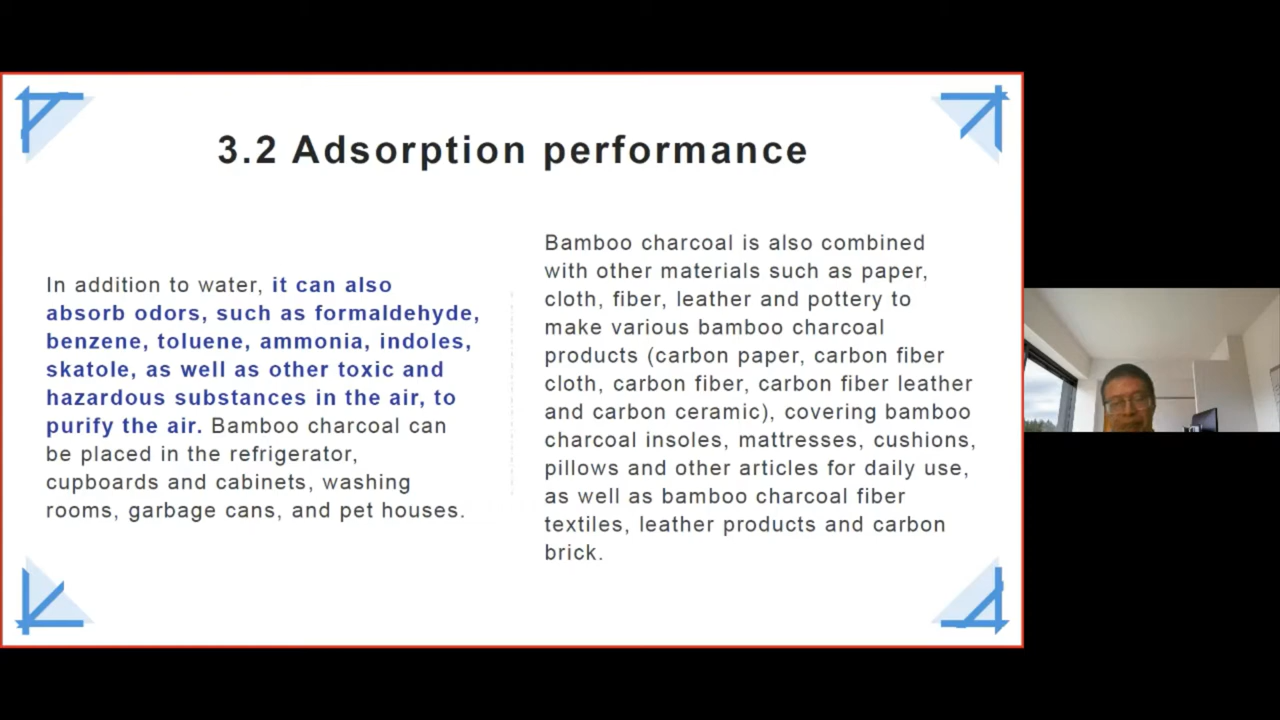 3.2 Adsorption performance
In addition to water, it can also
absorb odors, such as formaldehyde,
benzene, toluene, ammonia, indoles,
skatole, as well as other toxic and
hazardous substances in the air, to
purify the air. Bamboo charcoal can
be placed in the refrigerator,
cupboards and cabinets, washing
rooms, garbage cans, and pet houses.
Bamboo charcoal is also combined
with other materials such as paper,
cloth, fiber, leather and pottery to
make various bamboo charcoal
products (carbon paper, carbon fiber
cloth, carbon fiber, carbon fiber leather
and carbon ceramic), covering bamboo
charcoal insoles, mattresses, cushions,
pillows and other articles for daily use,
as well as bamboo charcoal fiber
textiles, leather products and carbon
brick.